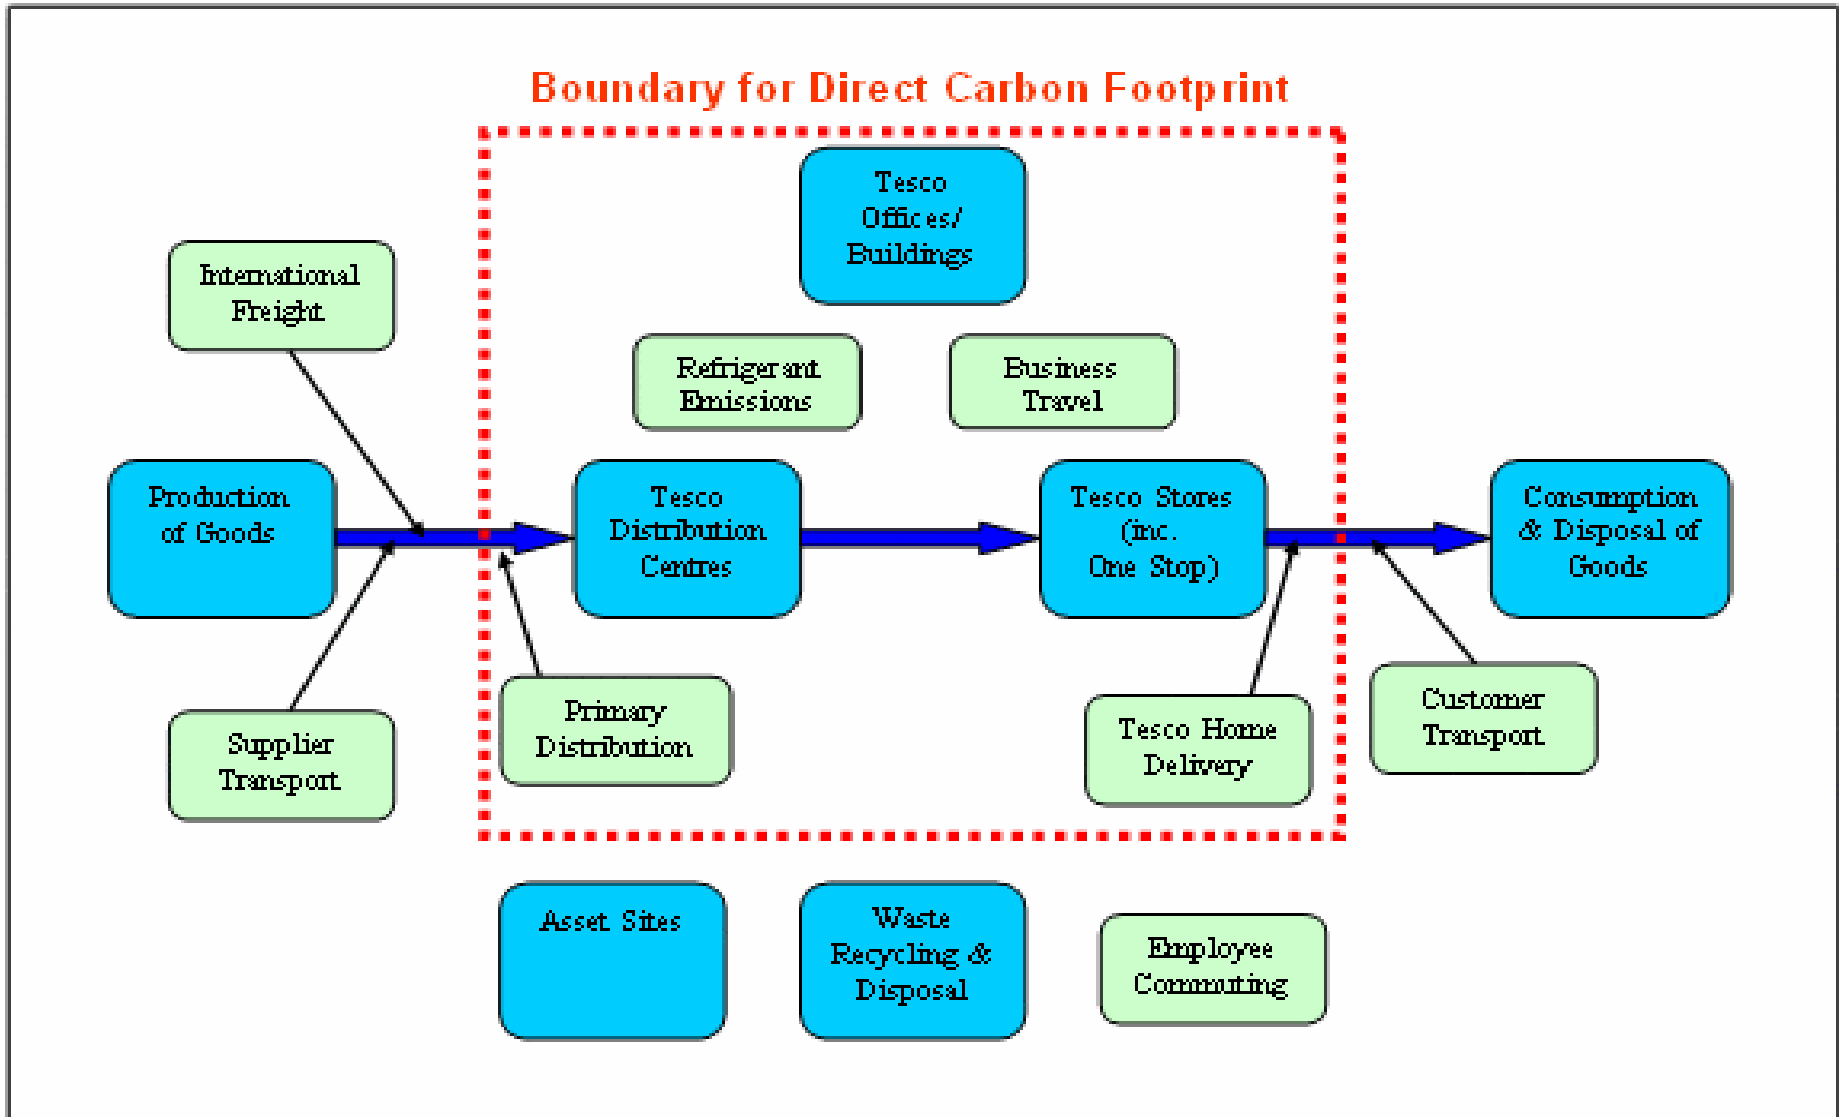 Boundary for Direct Carbon Footprint
Tesco
Offices/
Buildings
International
Freight
Refrigerant
Emissions
Business
Travel
Production
of Goods
Tesco
Distribution
Centres
Tesco Stores
(inc.
One Stop)
Consumption
& Disposal of
Goods
Supplier
Transport
Primary
Distribution
Tesco Home
Delivery
Customer
Transport
Asset Sites
Waste
Recycling &
Disposal
Employee
Commuting